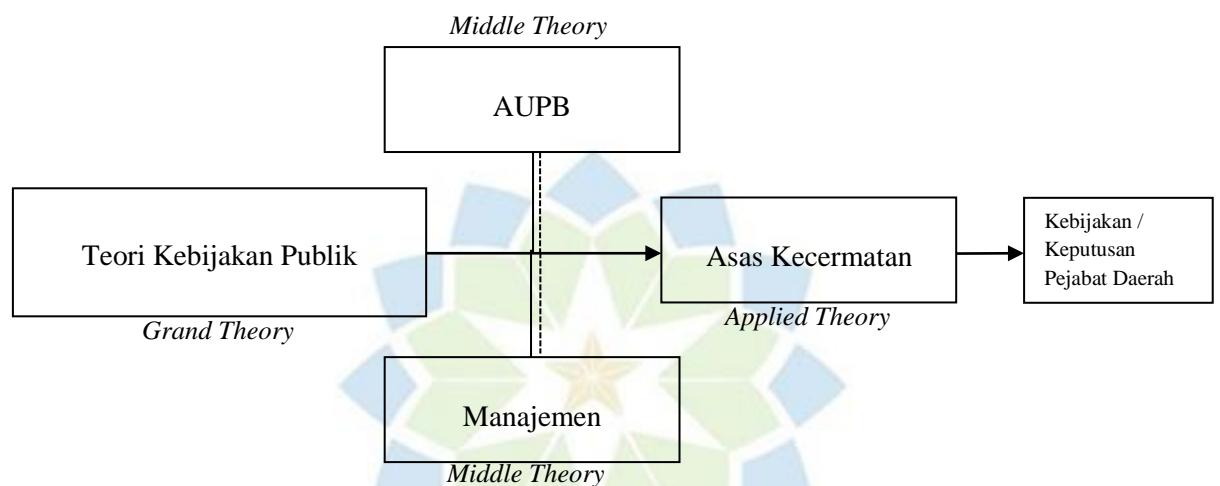 Middle Theory
AUPB
Teori Kebijakan Publik
Grand Theory
Asas Kecermatan
Applied Theory
Kebijakan /
Keputusan
Pejabat Daerah
Manajemen
Middle Theory